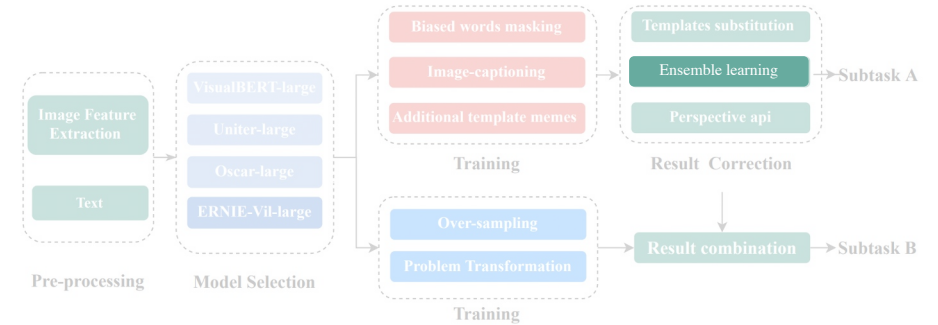 Image Feature
Extraction
Text
Pre-processing
VisualBERT-large
Uniter-large
Oscar-large
ERNIE-Vil-large
Model Selection
Biased words masking
Image-captioning
Additional template memes
Training
Over-sampling
Problem Transformation
Training
Templates substitution
Ensemble learning
Perspective api
Result Correction
Result combination
Subtask A
Subtask B